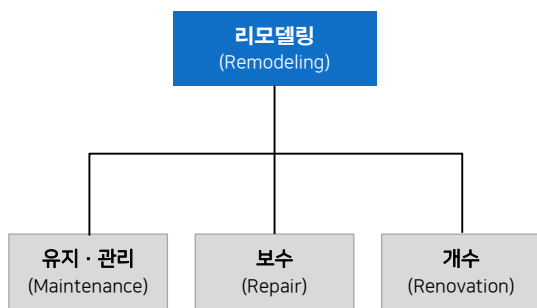 리모델링
(Remodeling)
유지 · 관리
(Maintenance)
보수
(Repair)
개수
(Renovation)